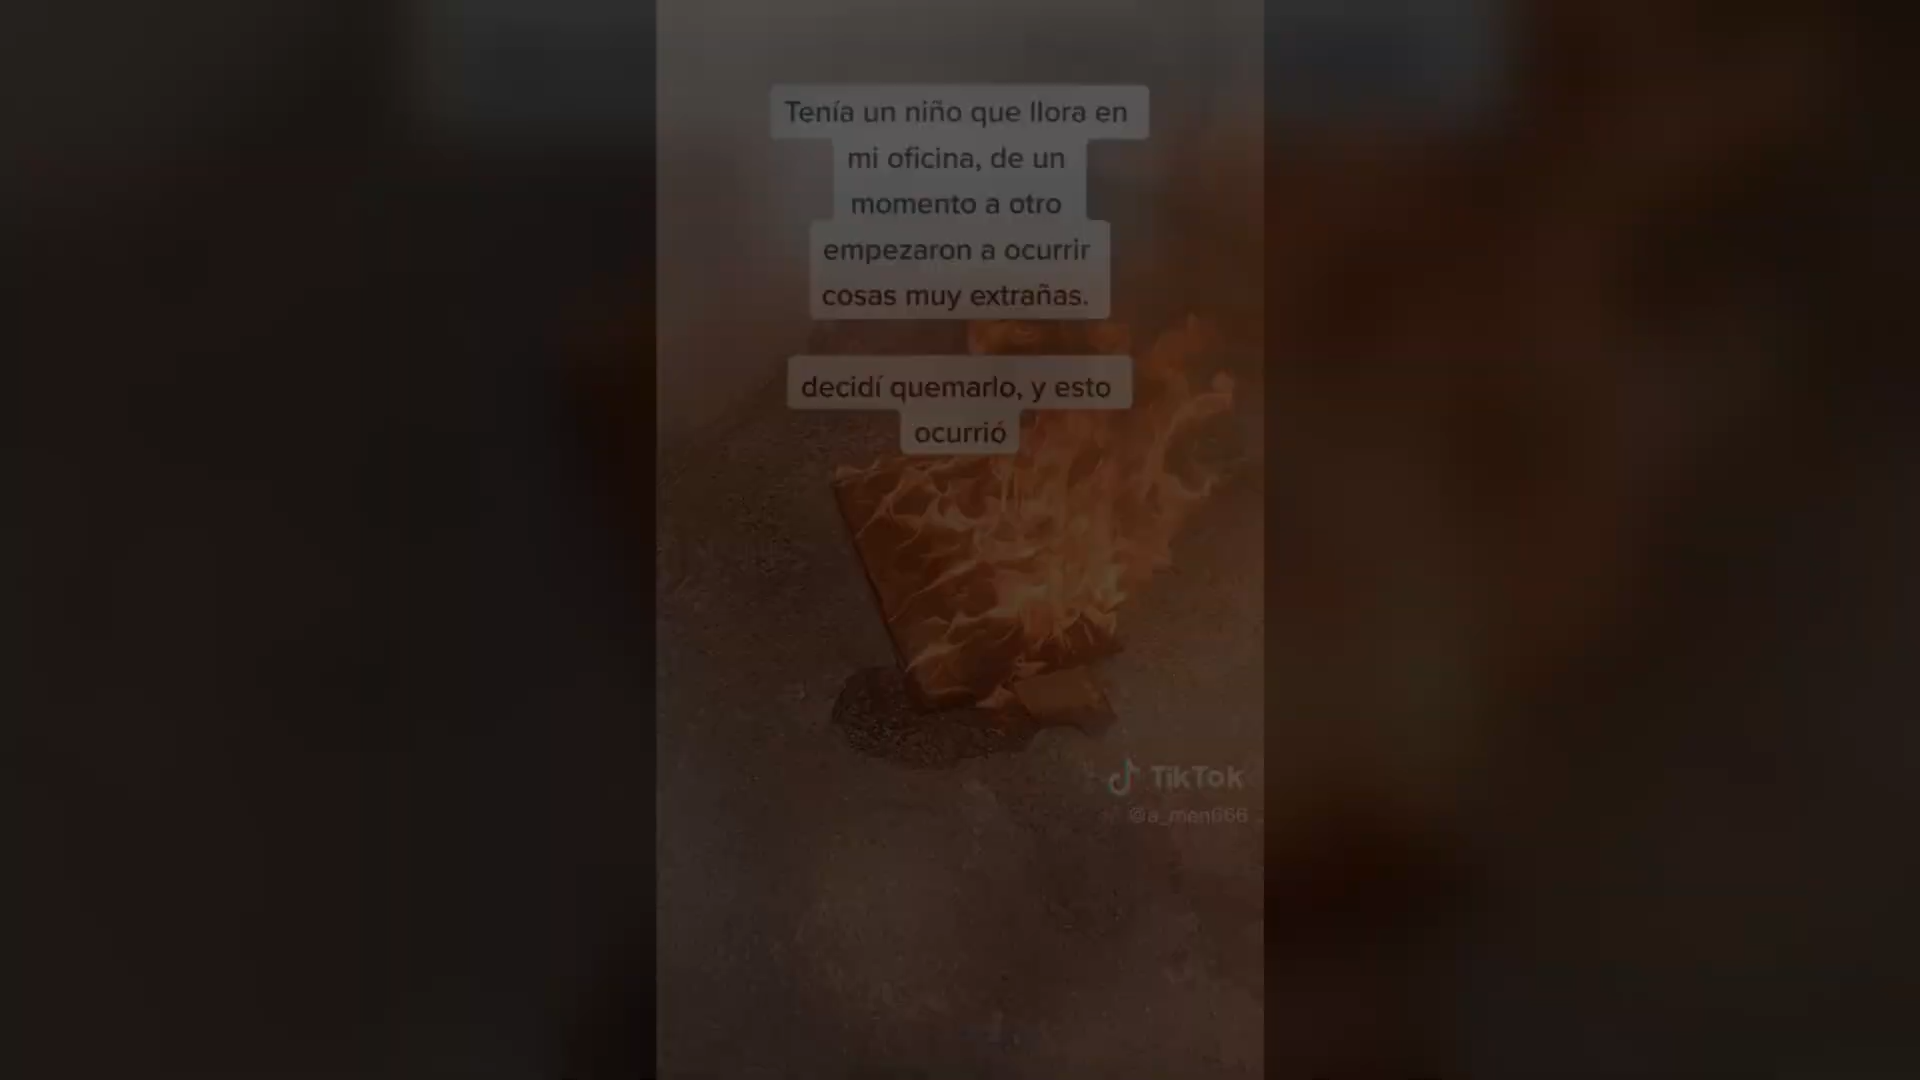 Tenía un niño que llora en
mi oficina, de un
momento a otro
empezaron a ocurrir
cosas muy extrañas.
decidí quemarlo, y esto
ocurrió
TikTok
@a_men666